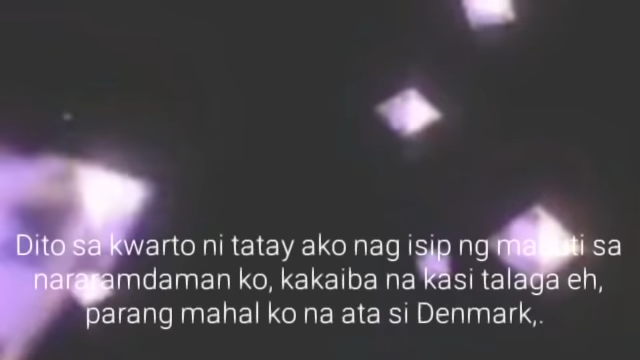 Dito sa kwarto ni tatay ako nag isip ng mabuti sa
nararamdaman ko, kakaiba na kasi talaga eh,
parang mahal ko na ata si Denmark,.